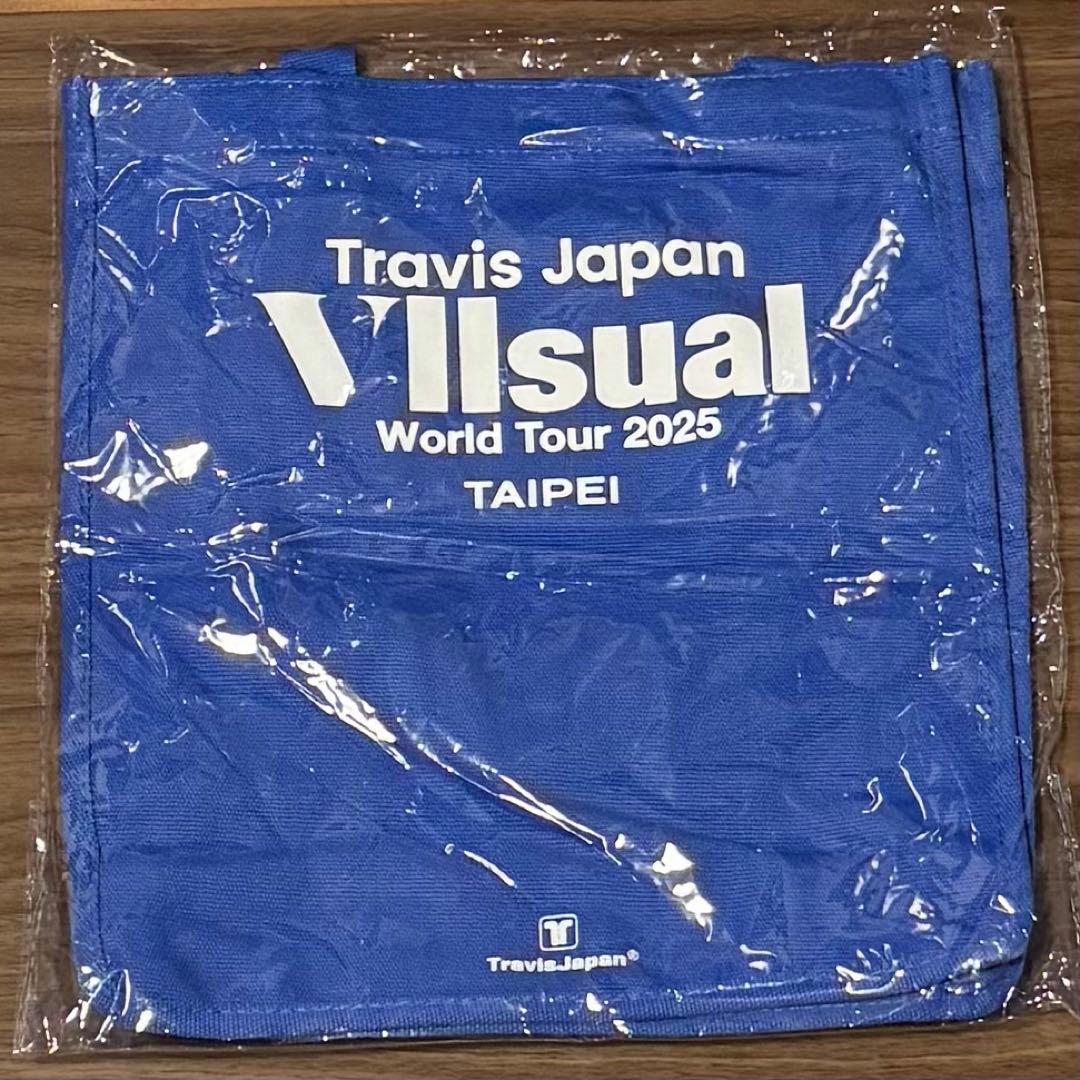 Travis Japan
VIIsual
World Tour 2025
TAIPEI
TravisJapan®